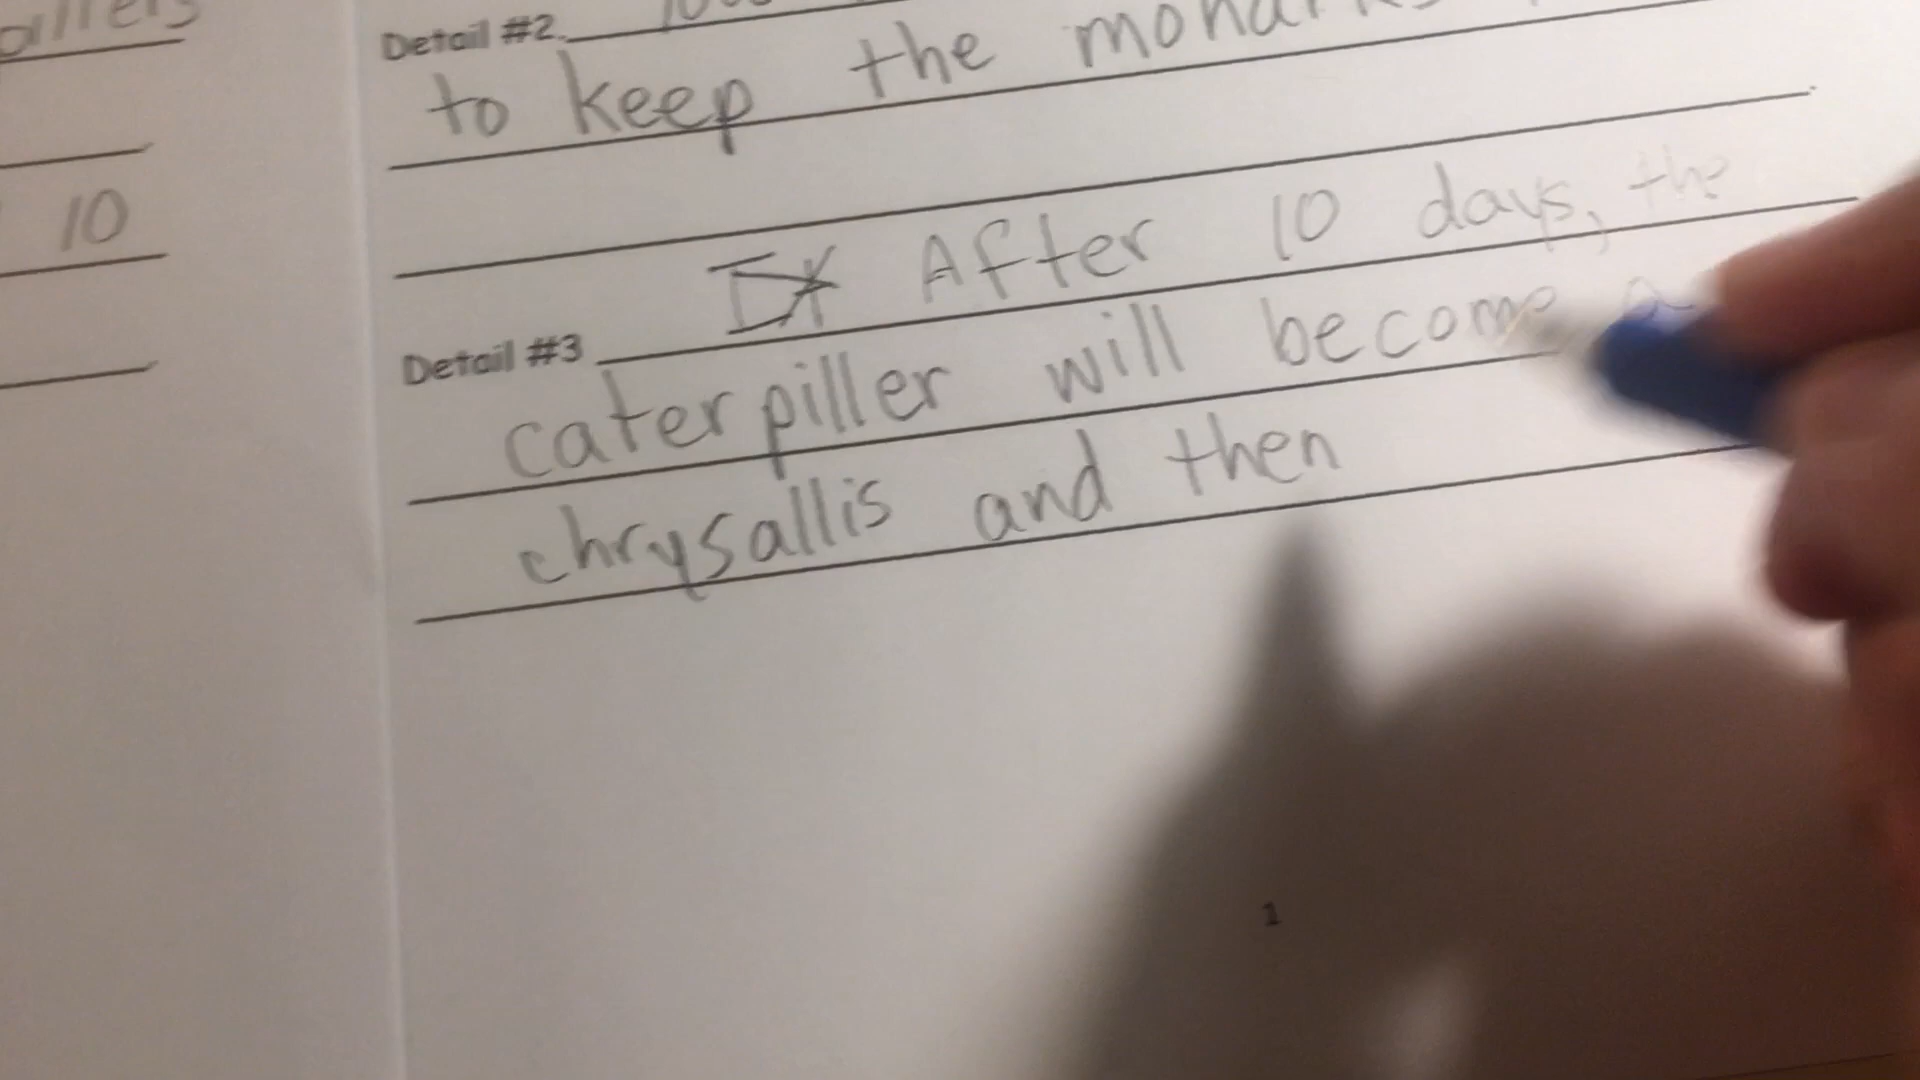 Detail #2.
to keep the monarks
10
After 10 days, the
Detail #3
caterpiller will become a
chrysallis and then
1